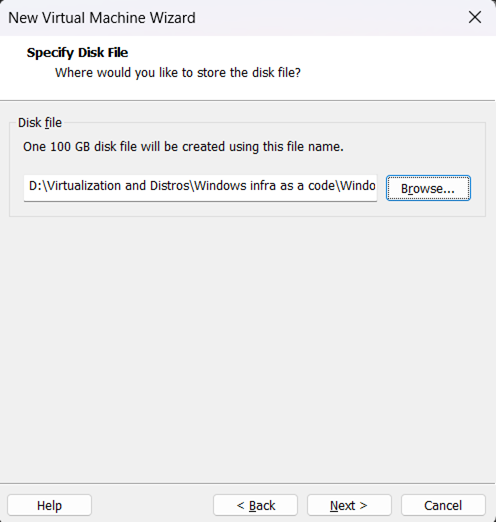 New Virtual Machine Wizard
Specify Disk File
Where would you like to store the disk file?
Disk file
One 100 GB disk file will be created using this file name.
D:\Virtualization and Distros\Windows infra as a code\Windo
Browse...
Help
< Back
Next >
Cancel